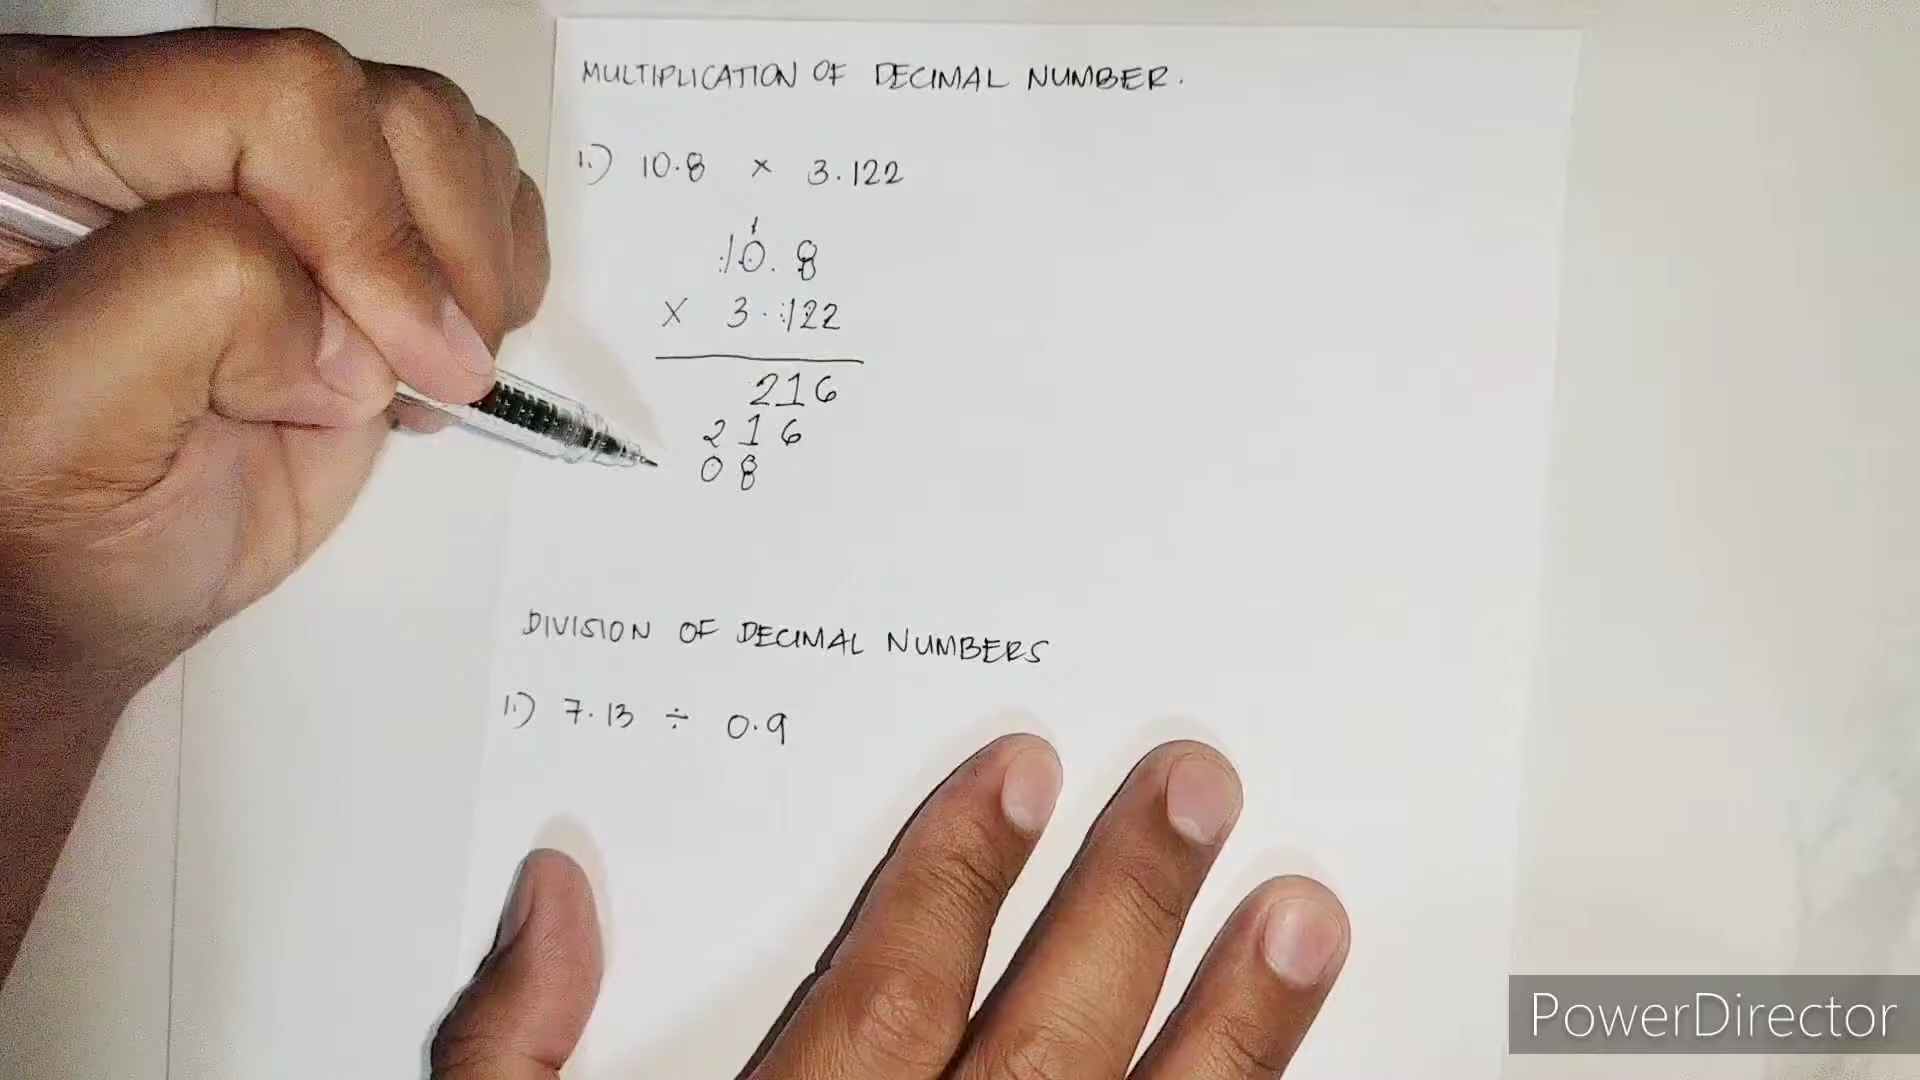 MULTIPLICATION OF DECIMAL NUMBER.
1.) 10.8 × 3.122
1
10.8
× 3.122
216
216
08
DIVISION OF DECIMAL NUMBERS
1.) 7.13 ÷ 0.9
PowerDirector